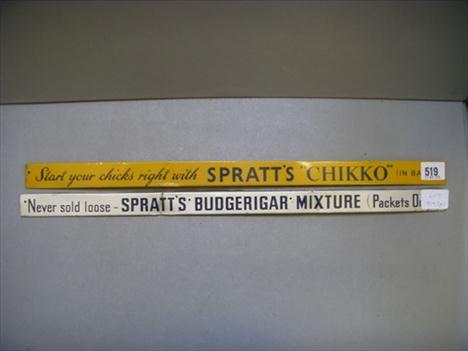 Start your chicks right with SPRATT'S "CHIKKO" (IN BA
519
Never sold loose - SPRATT'S 'BUDGERIGAR' MIXTURE (Packets